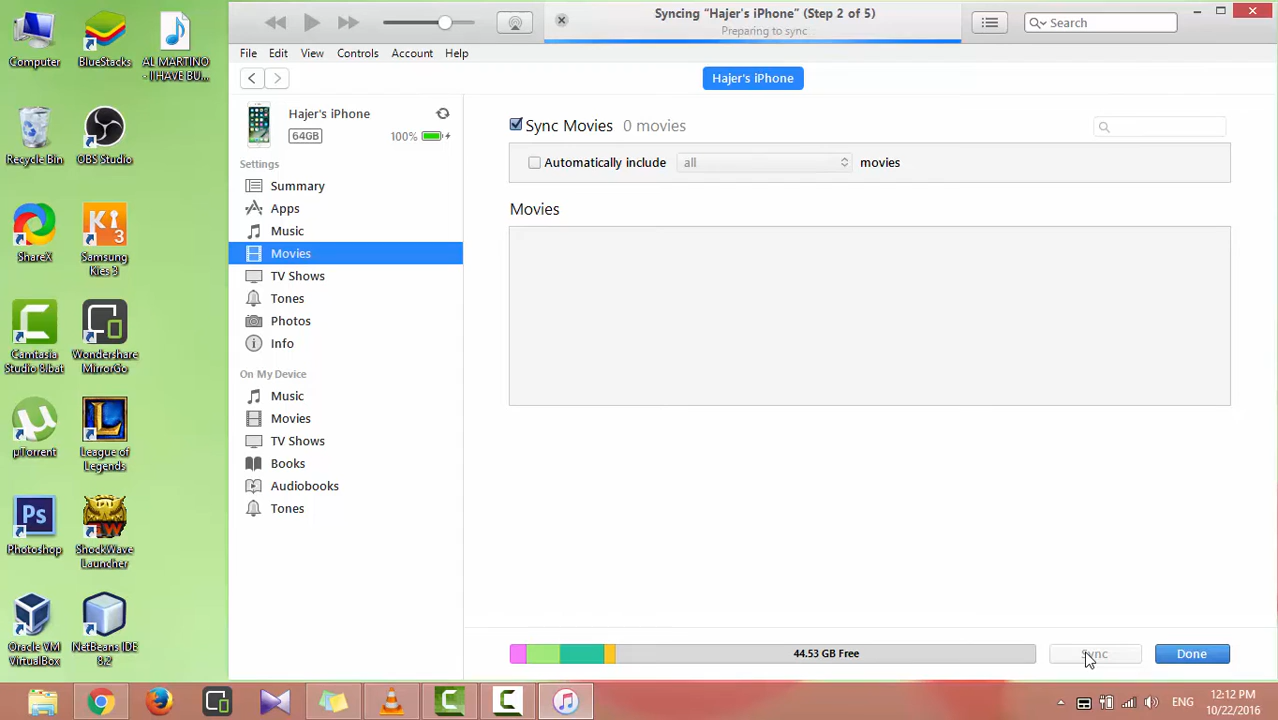 Computer
BlueStacks
AL MARTINO
- I HAVE BU...
Recycle Bin
OBS Studio
ShareX
Samsung
Kies 3
Camtasia
Studio 8.bat
Wondershare
MirrorGo
µTorrent
League of
Legends
Photoshop
ShockWave
Launcher
Oracle VM
VirtualBox
NetBeans IDE
8.2
Syncing “Hajer's iPhone” (Step 2 of 5)
Preparing to sync
Search
File Edit View Controls Account Help
Hajer's iPhone
Hajer's iPhone
64GB 100%
Settings
Summary
Apps
Music
Movies
TV Shows
Tones
Photos
Info
On My Device
Music
Movies
TV Shows
Books
Audiobooks
Tones
Sync Movies 0 movies
Automatically include all movies
Movies
44.53 GB Free
Sync
Done
ENG
12:12 PM
10/22/2016